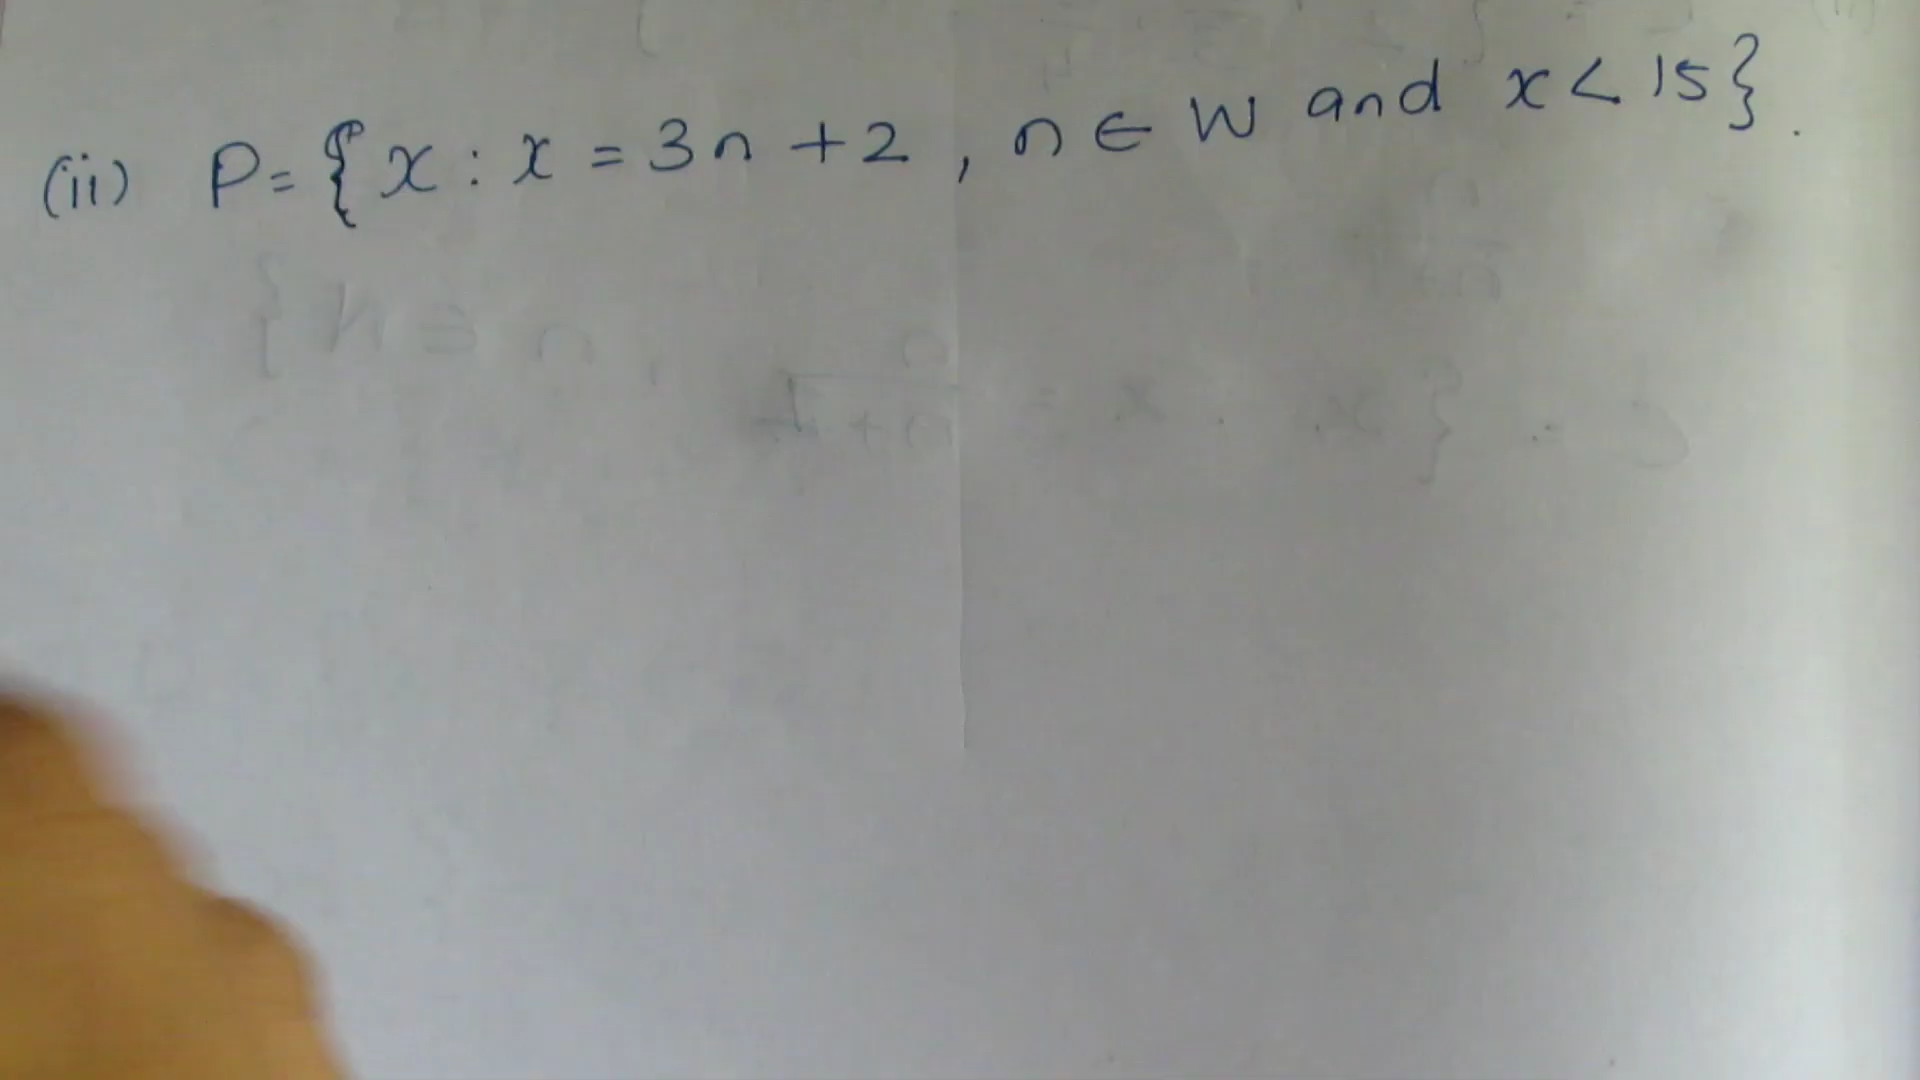 (ii) P = { x : x = 3n + 2 , n ∈ W and x < 15 } .